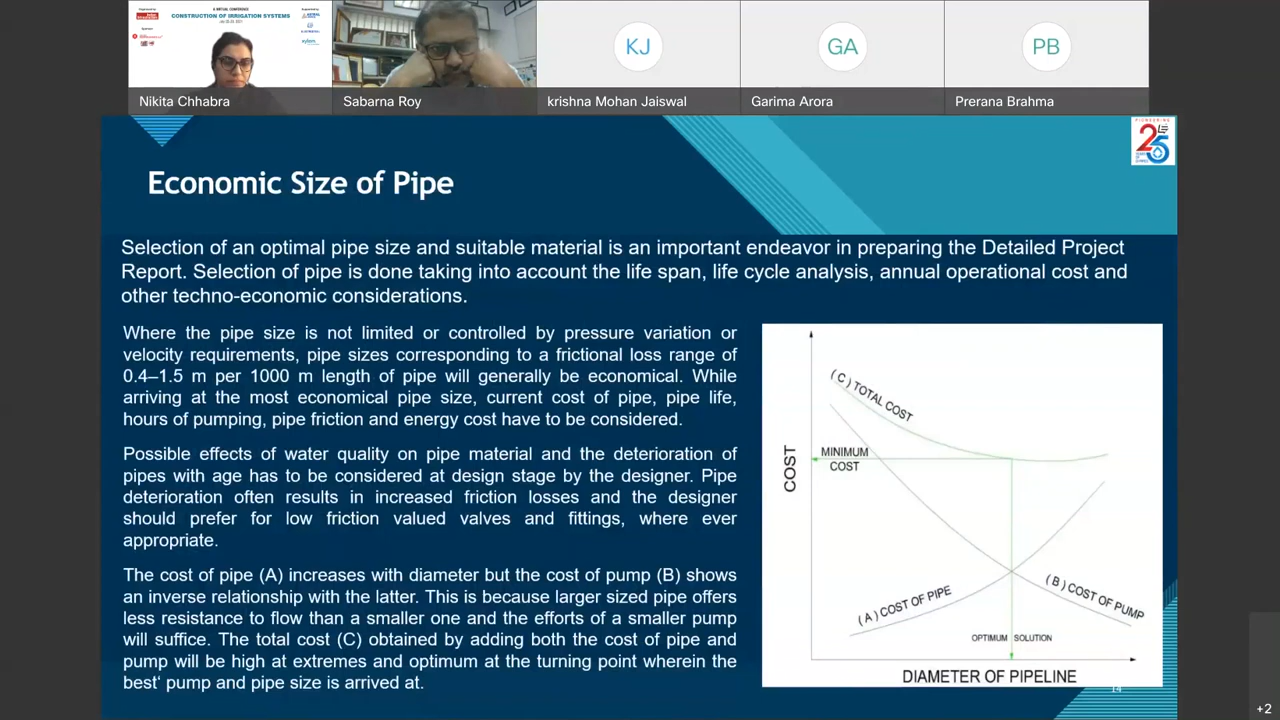 A VIRTUAL CONFERENCE
CONSTRUCTION OF IRRIGATION SYSTEMS
Nikita Chhabra
Sabarna Roy
KJ
krishna Mohan Jaiswal
GA
Garima Arora
PB
Prerana Brahma
PIONEERING
25
Economic Size of Pipe
Selection of an optimal pipe size and suitable material is an important endeavor in preparing the Detailed Project
Report. Selection of pipe is done taking into account the life span, life cycle analysis, annual operational cost and
other techno-economic considerations.
Where the pipe size is not limited or controlled by pressure variation or
velocity requirements, pipe sizes corresponding to a frictional loss range of
0.4–1.5 m per 1000 m length of pipe will generally be economical. While
arriving at the most economical pipe size, current cost of pipe, pipe life,
hours of pumping, pipe friction and energy cost have to be considered.
Possible effects of water quality on pipe material and the deterioration of
pipes with age has to be considered at design stage by the designer. Pipe
deterioration often results in increased friction losses and the designer
should prefer for low friction valued valves and fittings, where ever
appropriate.
The cost of pipe (A) increases with diameter but the cost of pump (B) shows
an inverse relationship with the latter. This is because larger sized pipe offers
less resistance to flow than a smaller one and the efforts of a smaller pump
will suffice. The total cost (C) obtained by adding both the cost of pipe and
pump will be high at extremes and optimum at the turning point wherein the
best‘ pump and pipe size is arrived at.
( C ) TOTAL COST
MINIMUM
COST
COST
( A ) COST OF PIPE
( B ) COST OF PUMP
OPTIMUM SOLUTION
DIAMETER OF PIPELINE
14
+2